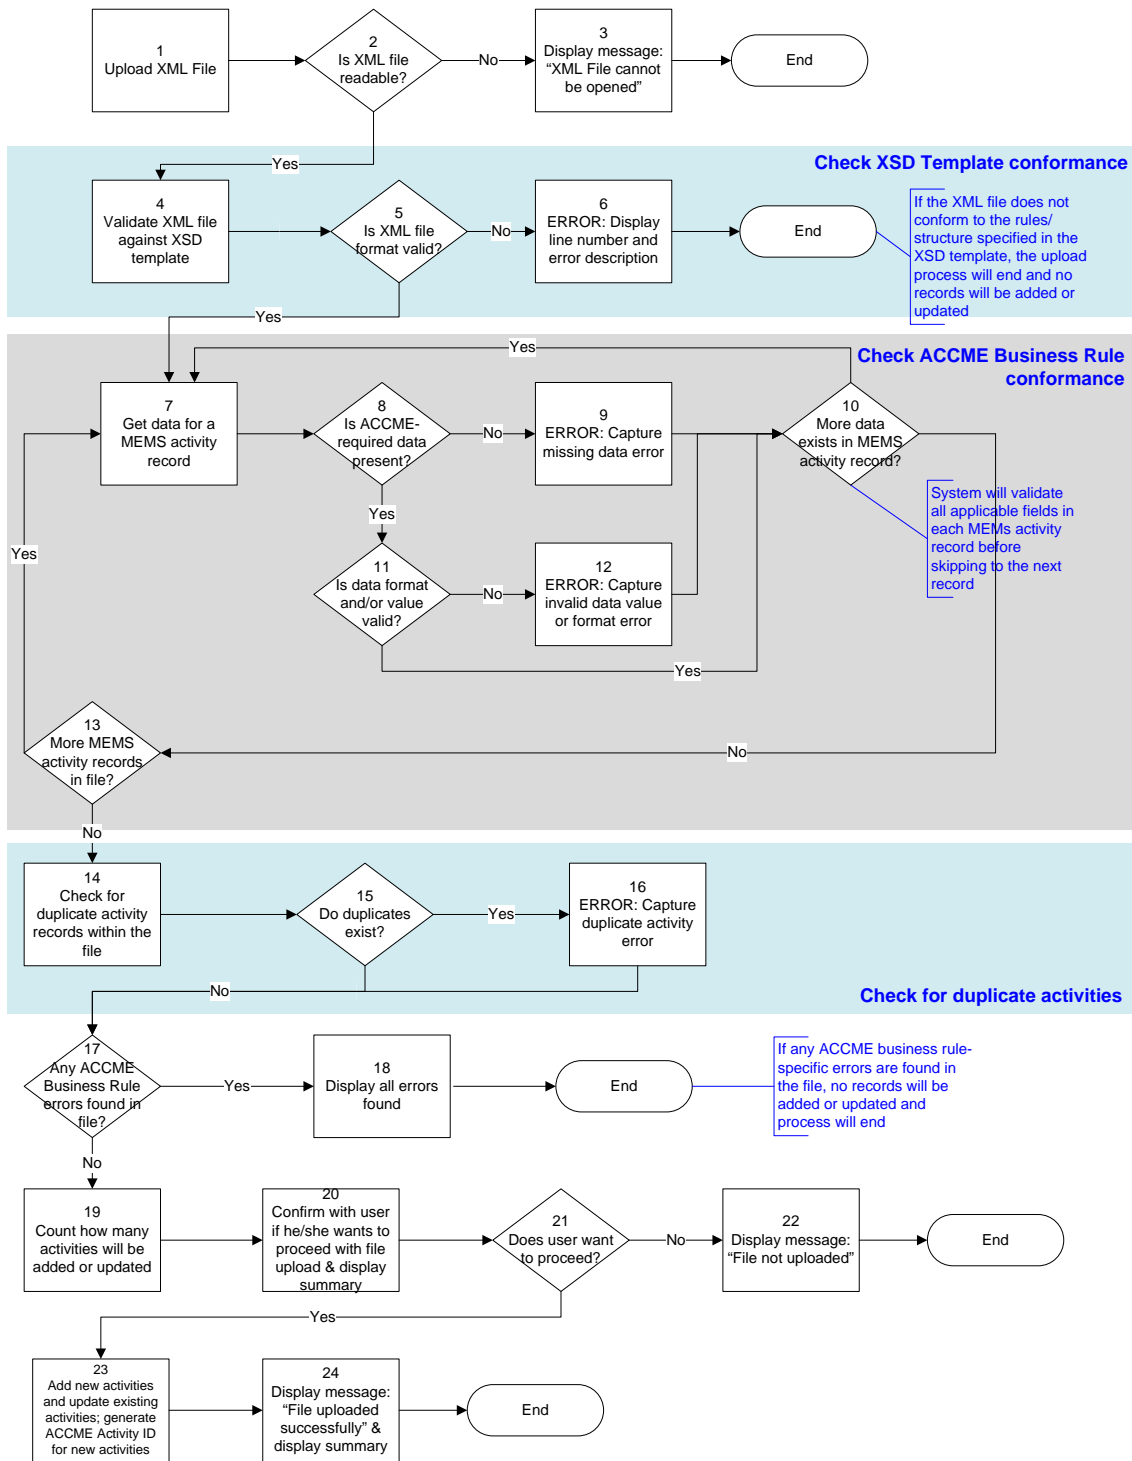 1
Upload XML File
2
Is XML file
readable?
No
3
Display message:
“XML File cannot
be opened”
End
Yes
Check XSD Template conformance
4
Validate XML file
against XSD
template
5
Is XML file
format valid?
No
6
ERROR: Display
line number and
error description
End
If the XML file does not
conform to the rules/
structure specified in the
XSD template, the upload
process will end and no
records will be added or
updated
Yes
Yes
Check ACCME Business Rule
conformance
7
Get data for a
MEMS activity
record
8
Is ACCME-
required data
present?
No
9
ERROR: Capture
missing data error
10
More data
exists in MEMS
activity record?
Yes
System will validate
all applicable fields in
each MEMs activity
record before
skipping to the next
record
Yes
11
Is data format
and/or value
valid?
No
12
ERROR: Capture
invalid data value
or format error
Yes
13
More MEMS
activity records
in file?
No
No
14
Check for
duplicate activity
records within the
file
15
Do duplicates
exist?
Yes
16
ERROR: Capture
duplicate activity
error
No
Check for duplicate activities
17
Any ACCME
Business Rule
errors found in
file?
Yes
18
Display all errors
found
End
If any ACCME business rule-
specific errors are found in
the file, no records will be
added or updated and
process will end
No
19
Count how many
activities will be
added or updated
20
Confirm with user
if he/she wants to
proceed with file
upload & display
summary
21
Does user want
to proceed?
No
22
Display message:
“File not uploaded”
End
Yes
23
Add new activities
and update existing
activities; generate
ACCME Activity ID
for new activities
24
Display message:
“File uploaded
successfully” &
display summary
End